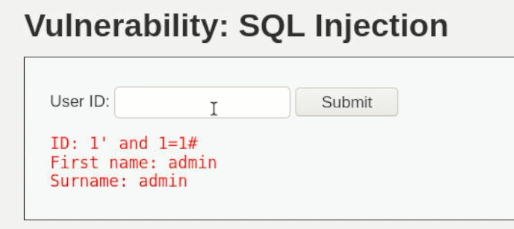 Vulnerability: SQL Injection
User ID: Submit
ID: 1' and 1=1#
First name: admin
Surname: admin